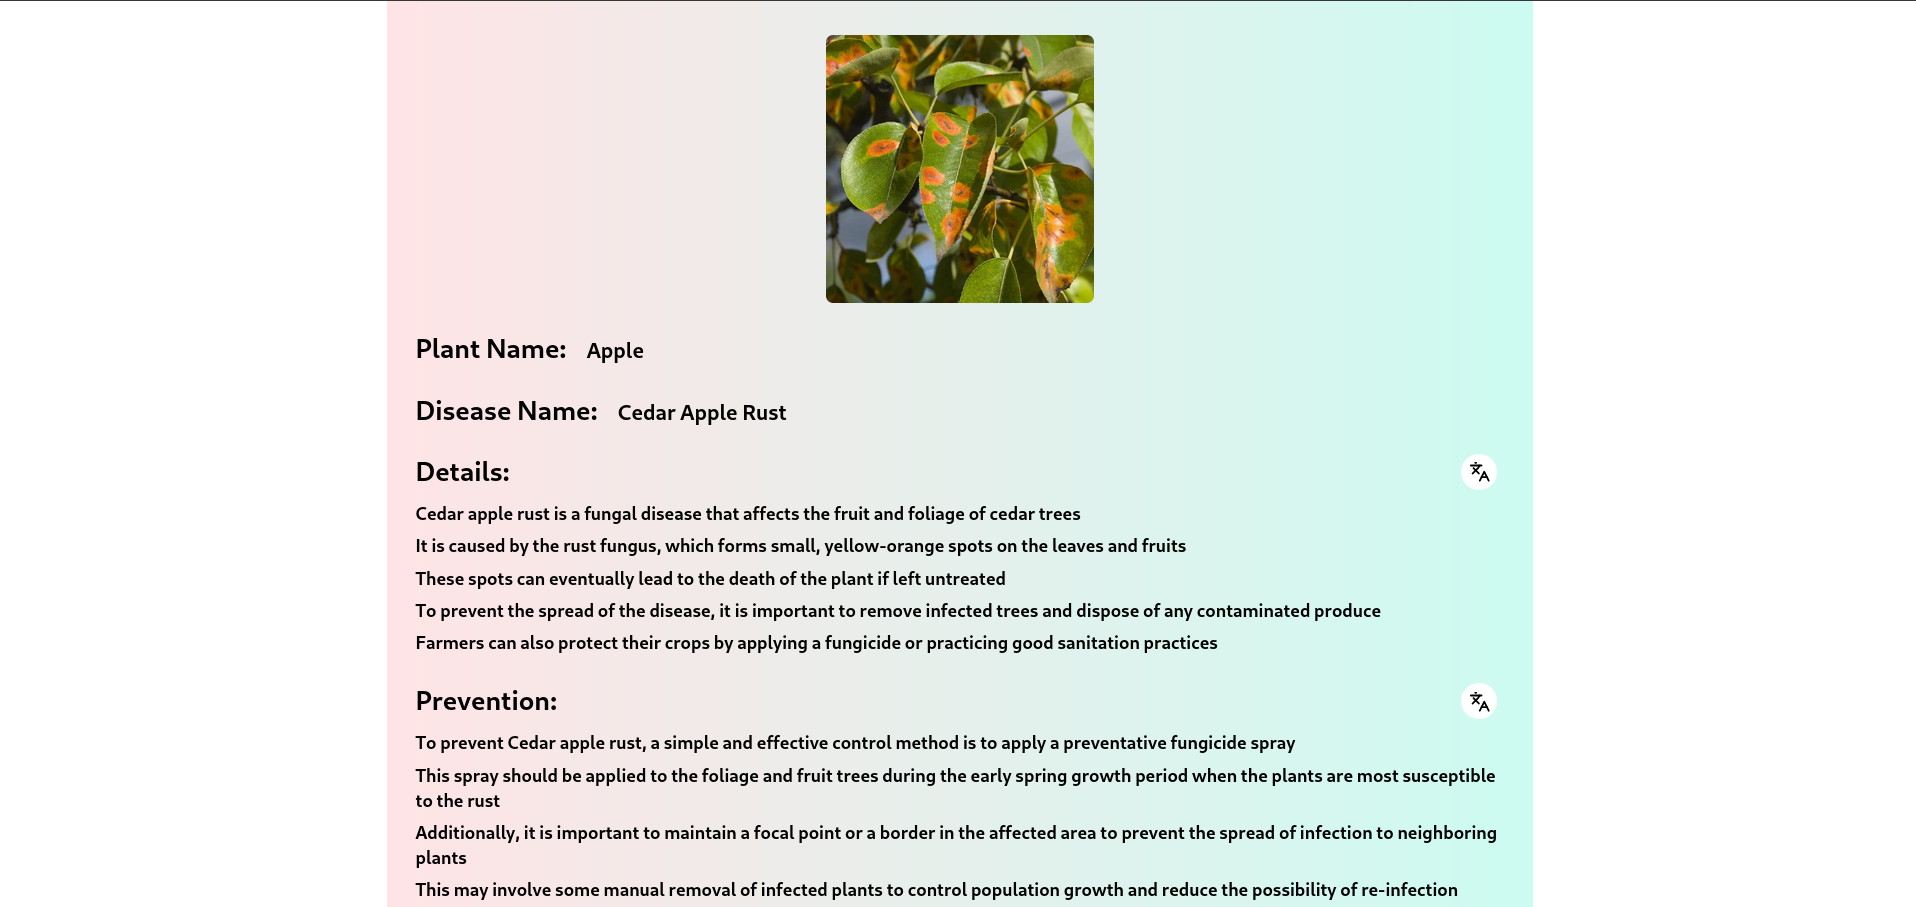 Plant Name: Apple
Disease Name: Cedar Apple Rust
Details:
Cedar apple rust is a fungal disease that affects the fruit and foliage of cedar trees
It is caused by the rust fungus, which forms small, yellow-orange spots on the leaves and fruits
These spots can eventually lead to the death of the plant if left untreated
To prevent the spread of the disease, it is important to remove infected trees and dispose of any contaminated produce
Farmers can also protect their crops by applying a fungicide or practicing good sanitation practices
Prevention:
To prevent Cedar apple rust, a simple and effective control method is to apply a preventative fungicide spray
This spray should be applied to the foliage and fruit trees during the early spring growth period when the plants are most susceptible
to the rust
Additionally, it is important to maintain a focal point or a border in the affected area to prevent the spread of infection to neighboring
plants
This may involve some manual removal of infected plants to control population growth and reduce the possibility of re-infection